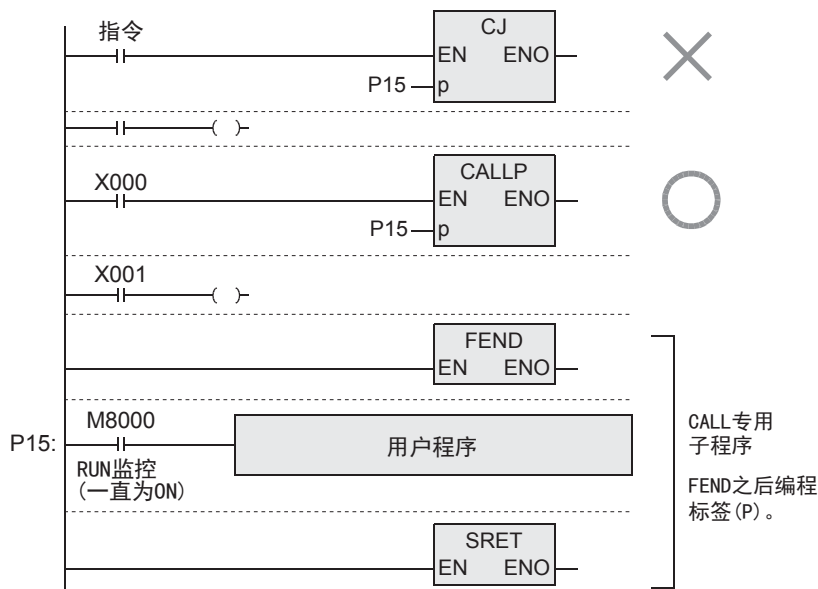 指令
CJ
EN ENO
P15 p
X000
CALLP
EN ENO
P15 p
X001
FEND
EN ENO
M8000
P15:
用户程序
RUN监控
(一直为ON)
CALL专用
子程序
FEND之后编程
标签(P)。
SRET
EN ENO